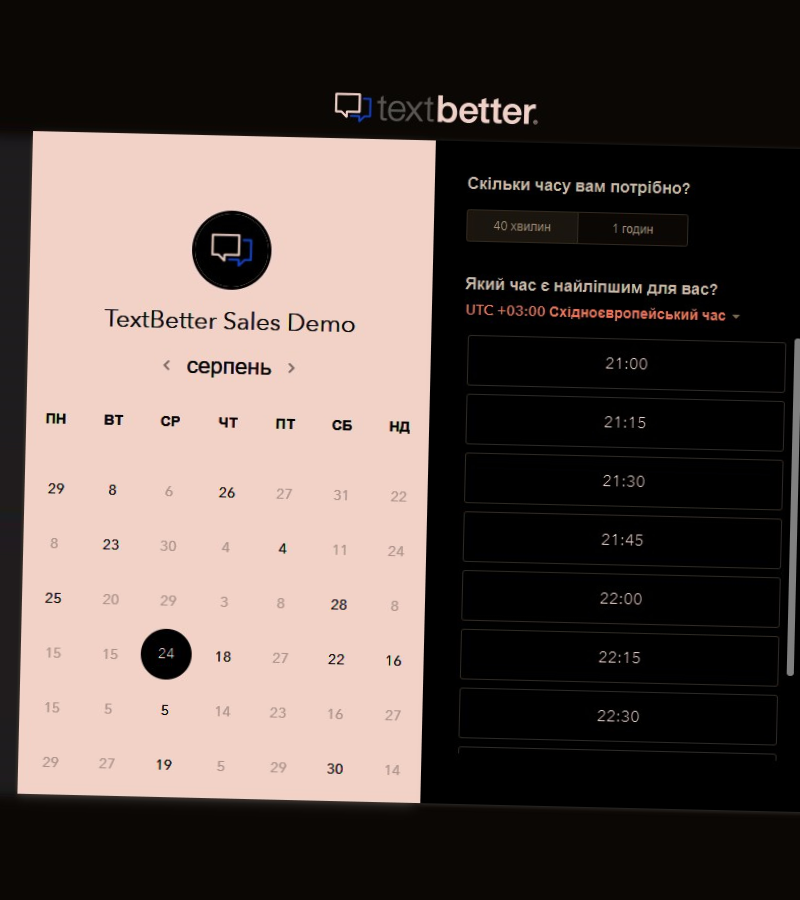 textbetter.
TextBetter Sales Demo
серпень
ПН ВТ СР ЧТ ПТ СБ НД
29 8 6 26 27 31 22
8 23 30 4 4 11 24
25 20 29 3 8 28 8
15 15 24 18 27 22 16
15 5 5 14 23 16 27
29 27 19 5 29 30 14
Скільки часу вам потрібно?
40 хвилин 1 годин
Який час є найліпшим для вас?
UTC +03:00 Східноєвропейський час
21:00
21:15
21:30
21:45
22:00
22:15
22:30